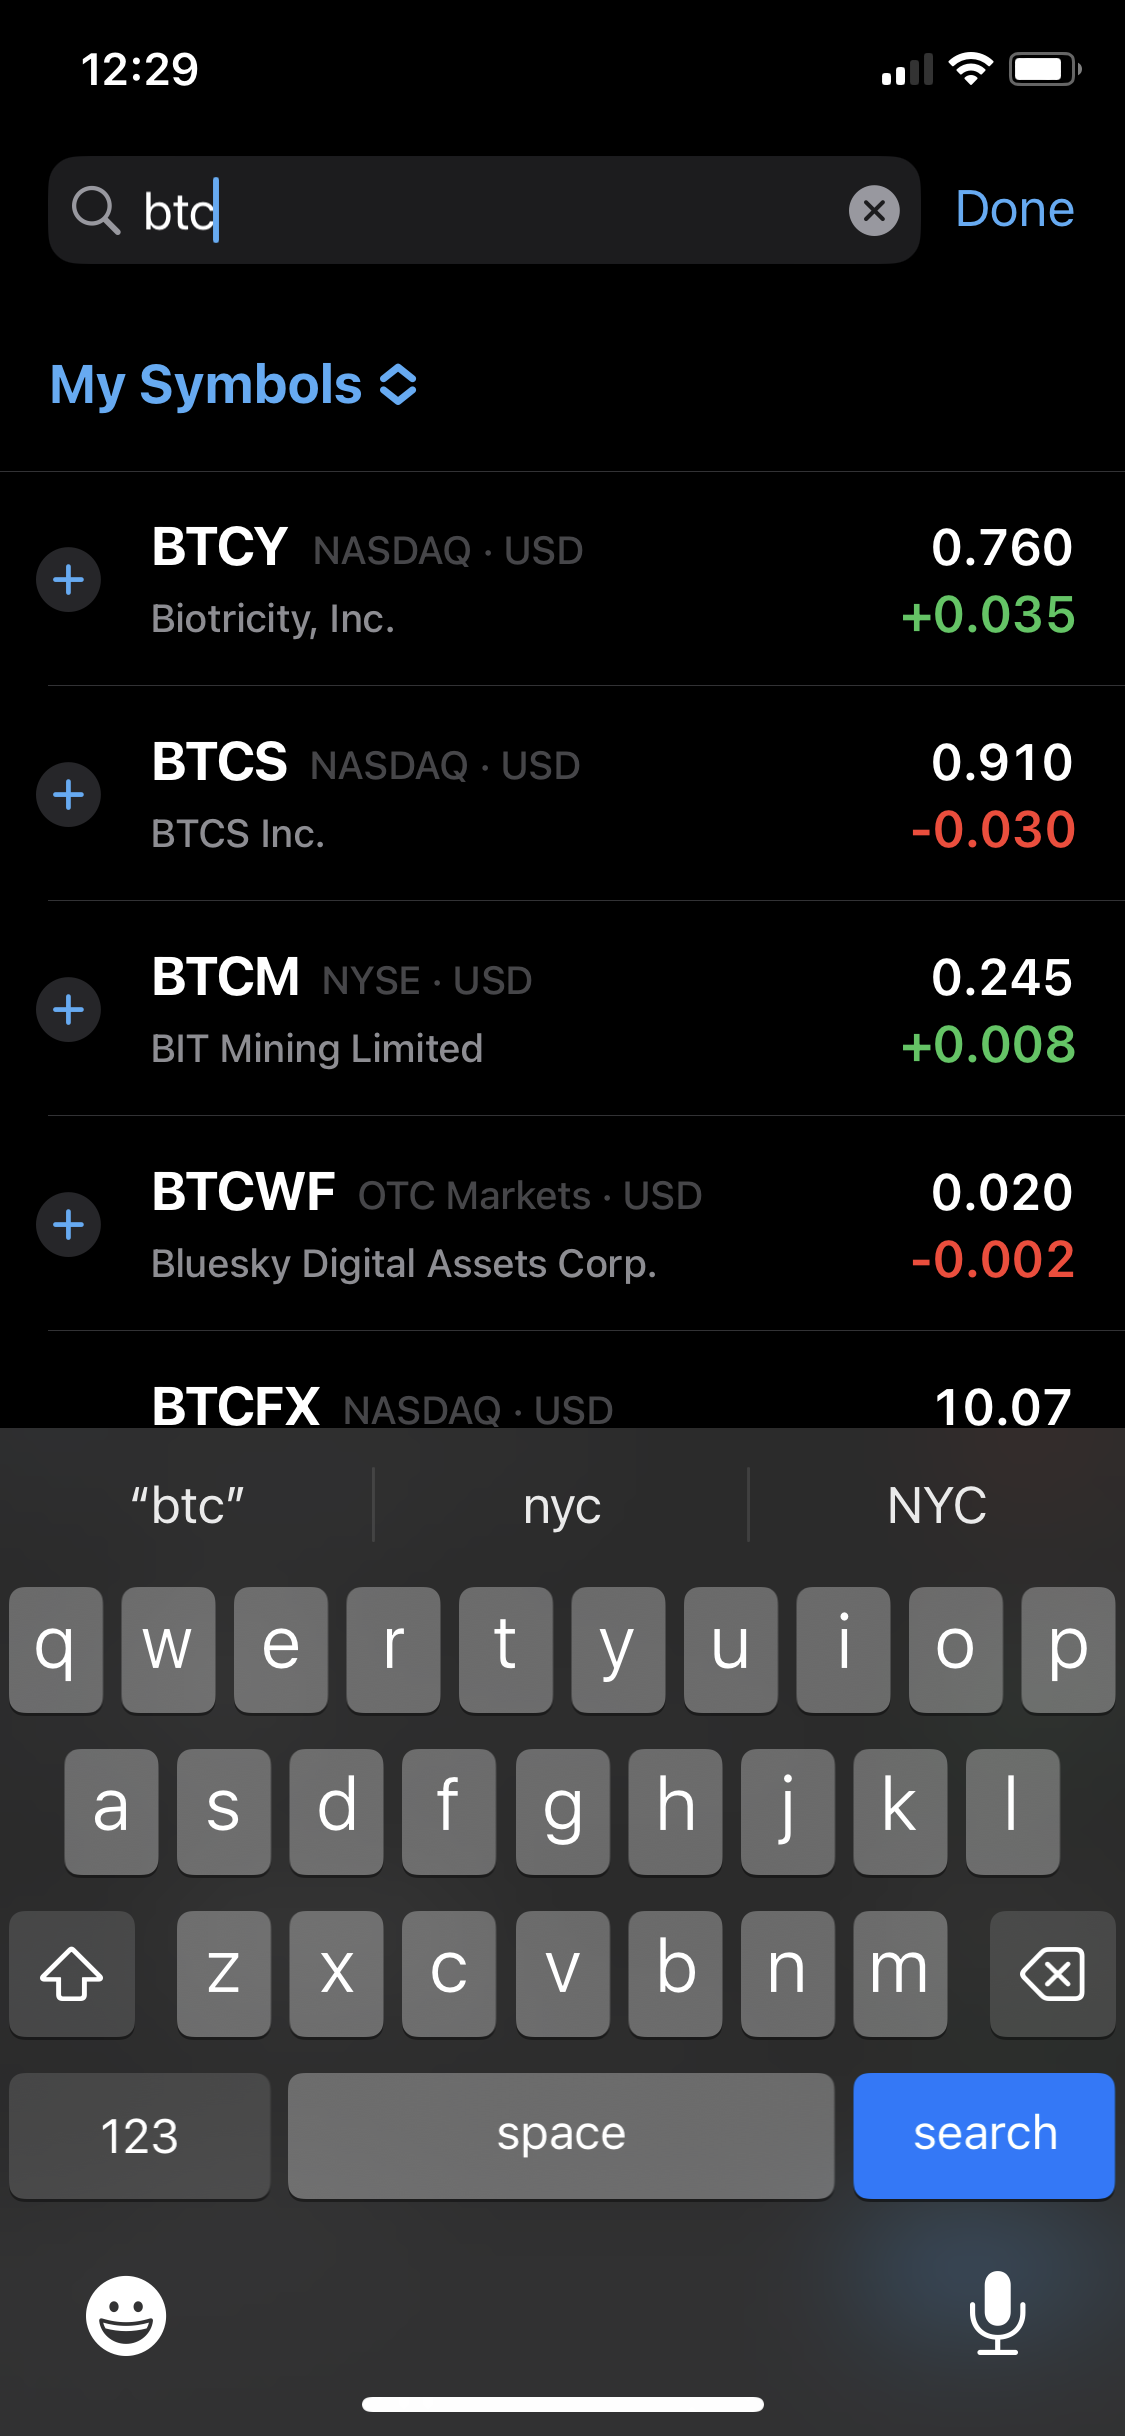 12:29
btc
Done
My Symbols
BTCY NASDAQ · USD 0.760
Biotricity, Inc. +0.035
BTCS NASDAQ · USD 0.910
BTCS Inc. -0.030
BTCM NYSE · USD 0.245
BIT Mining Limited +0.008
BTCWF OTC Markets · USD 0.020
Bluesky Digital Assets Corp. -0.002
BTCFX NASDAQ · USD 10.07
“btc” nyc NYC
q w e r t y u i o p
a s d f g h j k l
z x c v b n m
123 space search